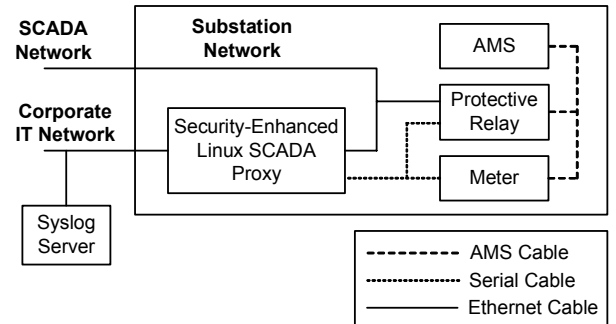 SCADA
Network
Substation
Network
AMS
Corporate
IT Network
Security-Enhanced
Linux SCADA
Proxy
Protective
Relay
Meter
Syslog
Server
AMS Cable
Serial Cable
Ethernet Cable